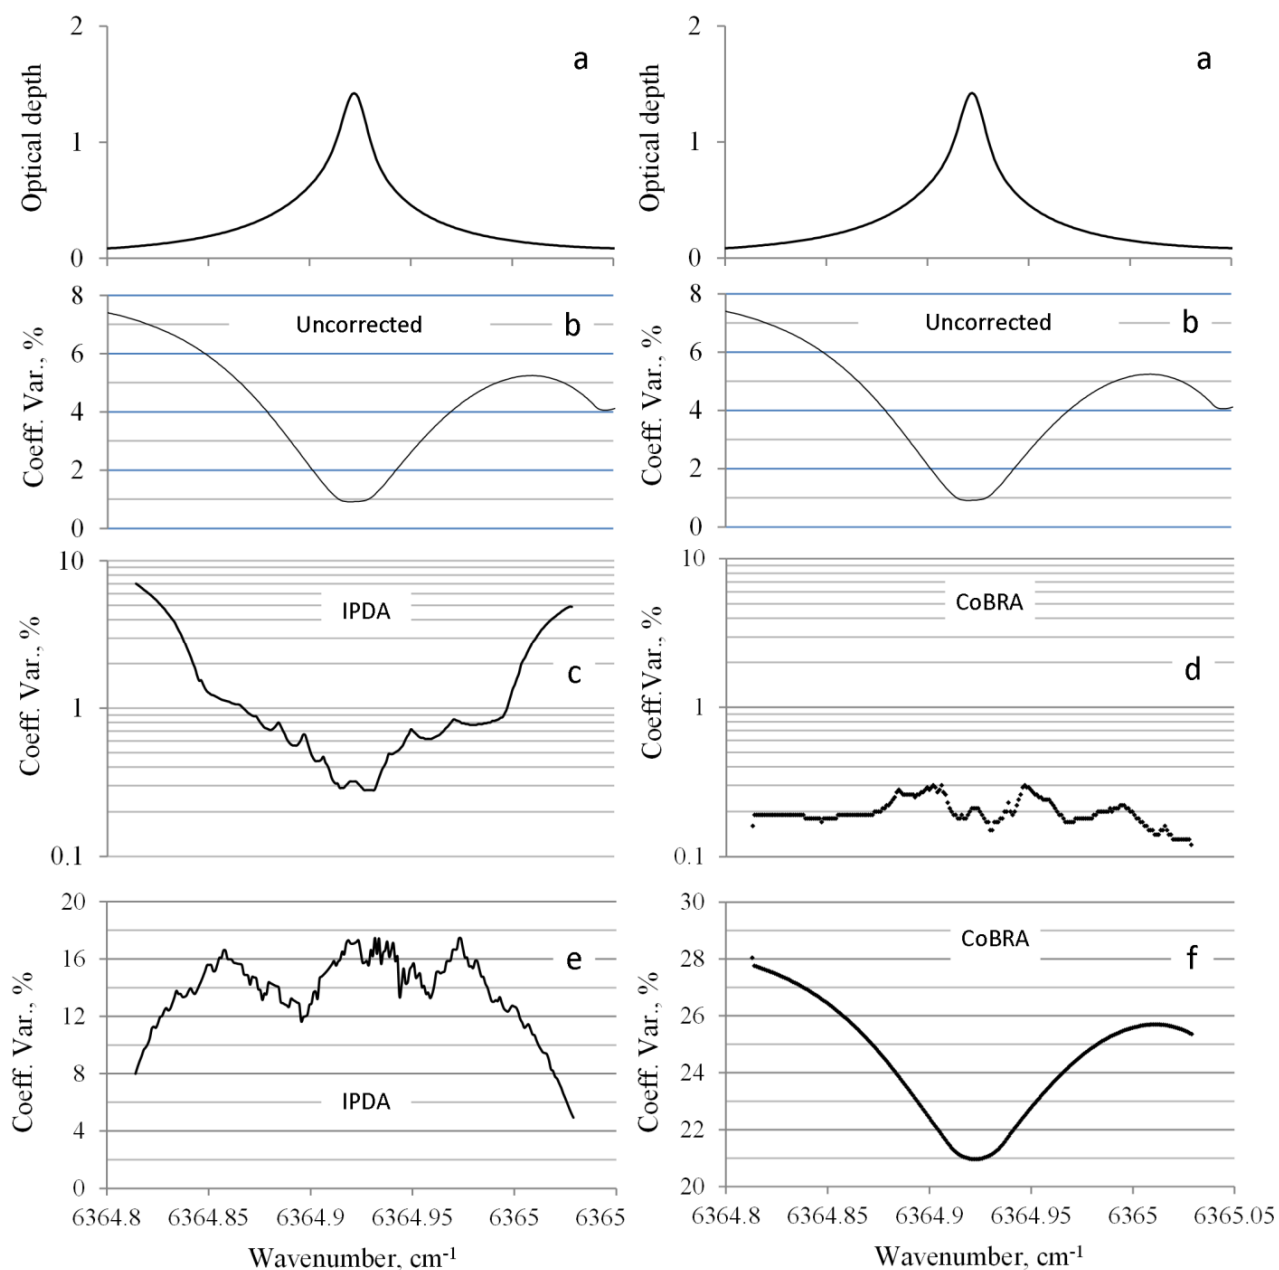 2
1
0
Optical depth
a
2
1
0
Optical depth
a
8
6
4
2
0
Coeff. Var., %
Uncorrected
b
8
6
4
2
0
Coeff. Var., %
Uncorrected
b
10
1
0.1
Coeff. Var., %
IPDA
c
10
1
0.1
Coeff.Var., %
CoBRA
d
20
16
12
8
4
0
Coeff. Var., %
e
IPDA
6364.8 6364.85 6364.9 6364.95 6365 6365
Wavenumber, cm-1
30
28
26
24
22
20
Coeff. Var., %
CoBRA
f
6364.8 6364.85 6364.9 6364.95 6365 6365.05
Wavenumber, cm-1